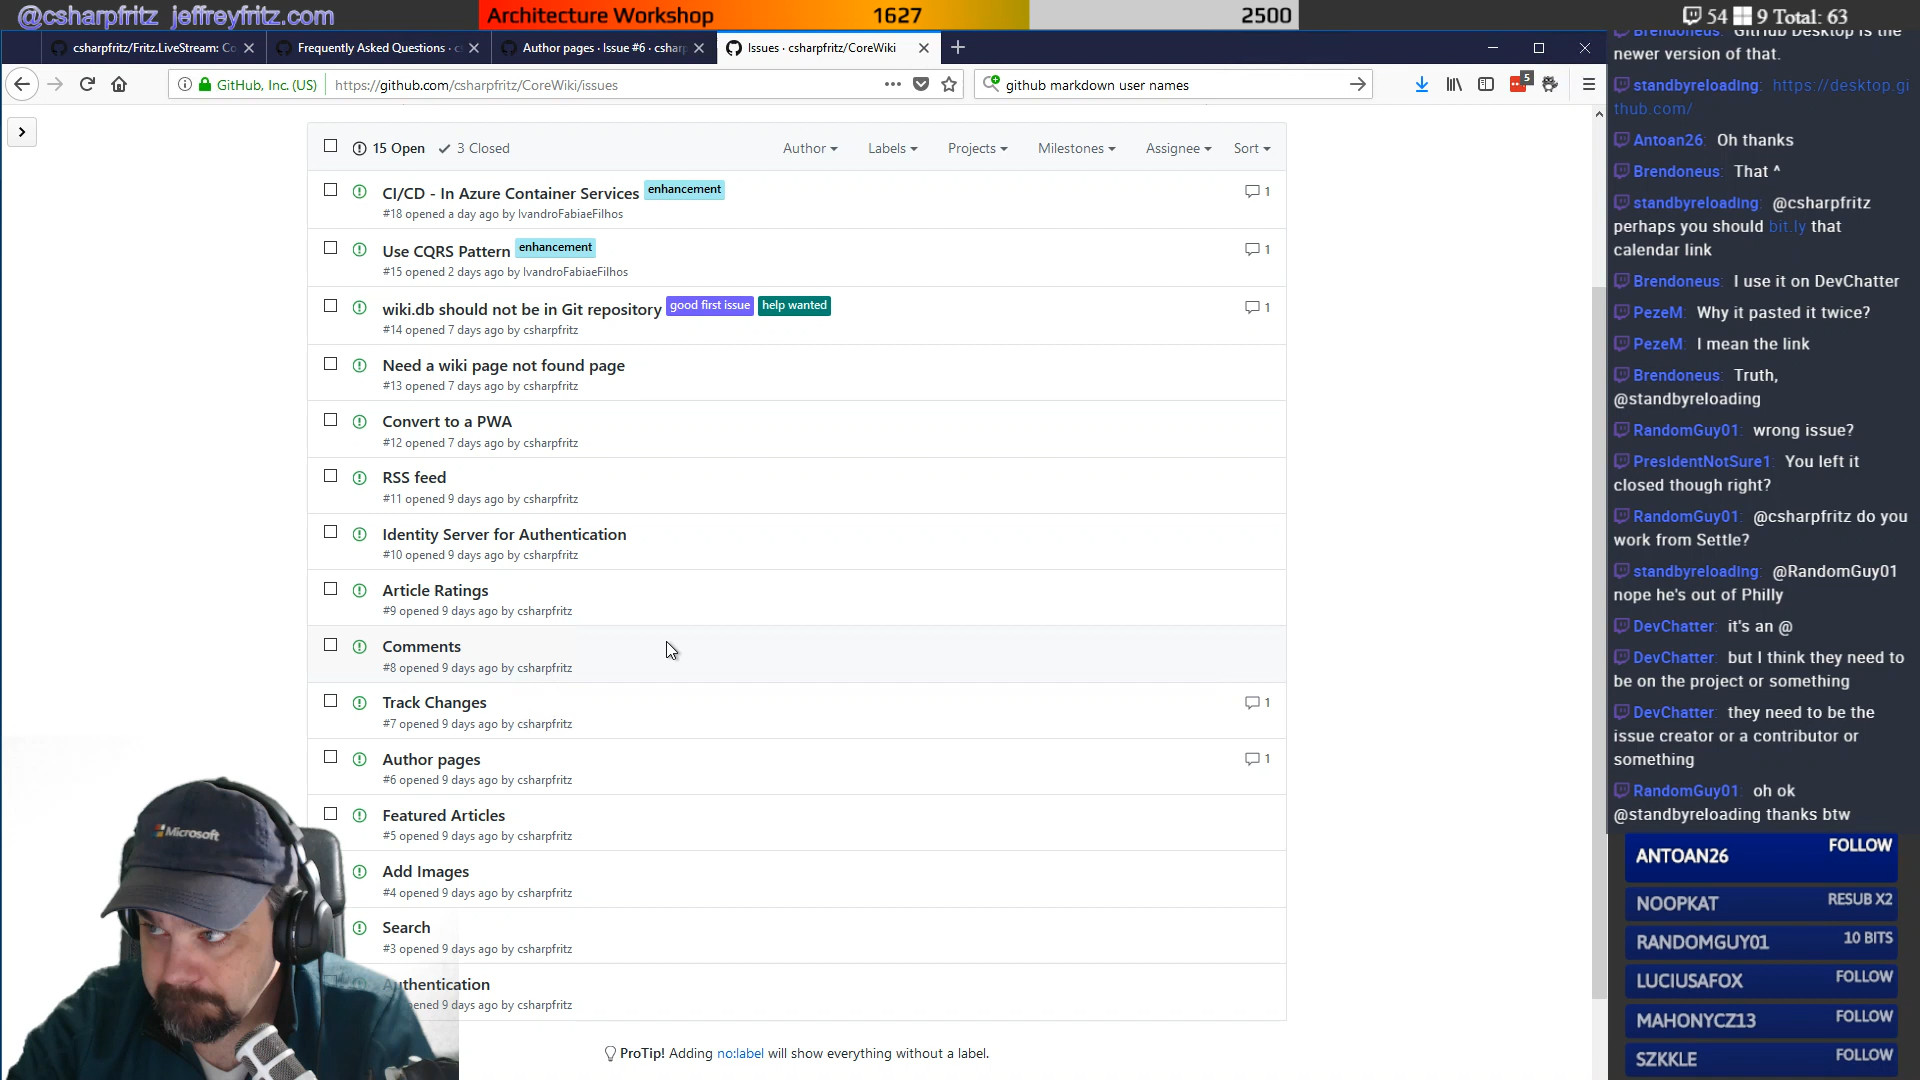 @csharpfritz jeffreyfritz.com
Architecture Workshop 1627 2500
54 9 Total: 63
csharpfritz/Fritz.LiveStream: Co
Frequently Asked Questions · c
Author pages · Issue #6 · csharp
Issues · csharpfritz/CoreWiki
GitHub, Inc. (US)
https://github.com/csharpfritz/CoreWiki/issues
github markdown user names
5
15 Open
3 Closed
Author
Labels
Projects
Milestones
Assignee
Sort
CI/CD - In Azure Container Services enhancement
1
#18 opened a day ago by IvandroFabiaeFilhos
Use CQRS Pattern enhancement
1
#15 opened 2 days ago by IvandroFabiaeFilhos
wiki.db should not be in Git repository good first issue help wanted
1
#14 opened 7 days ago by csharpfritz
Need a wiki page not found page
#13 opened 7 days ago by csharpfritz
Convert to a PWA
#12 opened 7 days ago by csharpfritz
RSS feed
#11 opened 9 days ago by csharpfritz
Identity Server for Authentication
#10 opened 9 days ago by csharpfritz
Article Ratings
#9 opened 9 days ago by csharpfritz
Comments
#8 opened 9 days ago by csharpfritz
Track Changes
1
#7 opened 9 days ago by csharpfritz
Author pages
1
#6 opened 9 days ago by csharpfritz
Featured Articles
#5 opened 9 days ago by csharpfritz
Add Images
#4 opened 9 days ago by csharpfritz
Search
#3 opened 9 days ago by csharpfritz
Authentication
opened 9 days ago by csharpfritz
ProTip! Adding no:label will show everything without a label.
Microsoft
Brendoneus: GitHub Desktop is the
newer version of that.
standbyreloading: https://desktop.gi
thub.com/
Antoan26: Oh thanks
Brendoneus: That ^
standbyreloading: @csharpfritz
perhaps you should bit.ly that
calendar link
Brendoneus: I use it on DevChatter
PezeM: Why it pasted it twice?
PezeM: I mean the link
Brendoneus: Truth,
@standbyreloading
RandomGuy01: wrong issue?
PresidentNotSure1: You left it
closed though right?
RandomGuy01: @csharpfritz do you
work from Settle?
standbyreloading: @RandomGuy01
nope he's out of Philly
DevChatter: it's an @
DevChatter: but I think they need to
be on the project or something
DevChatter: they need to be the
issue creator or a contributor or
something
RandomGuy01: oh ok
@standbyreloading thanks btw
ANTOAN26 FOLLOW
NOOPKAT RESUB X2
RANDOMGUY01 10 BITS
LUCIUSAFOX FOLLOW
MAHONYCZ13 FOLLOW
SZKKLE FOLLOW